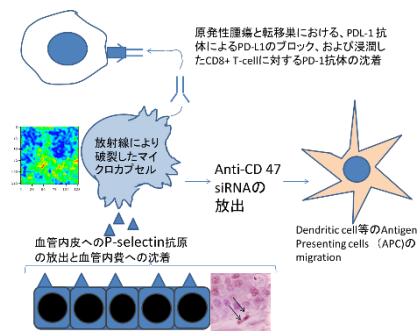 原発性腫瘍と転移巣における、PDL-1 抗
体によるPD-L1のブロック、および浸潤し
たCD8+ T-cellに対するPD-1抗体の沈着
放射線により
破裂したマイ
クロカプセル
Anti-CD 47
siRNAの
放出
Dendritic cell等のAntigen
Presenting cells （APC)の
migration
血管内皮へのP-selectin抗原
の放出と血管内費への沈着